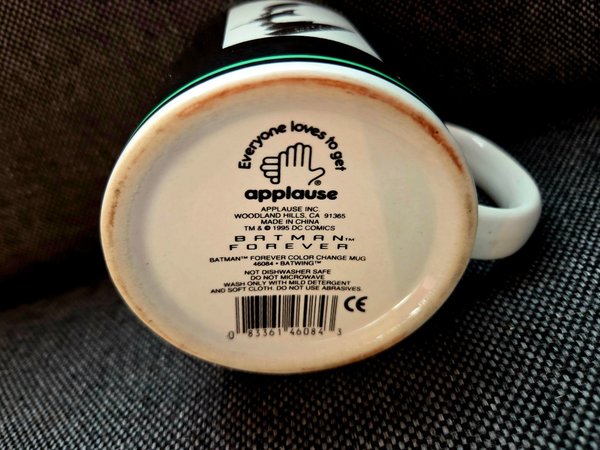 Everyone loves to get
applause
APPLAUSE INC.
WOODLAND HILLS, CA 91365
MADE IN CHINA
TM & © 1995 DC COMICS
BATMAN™
FOREVER
BATMAN™ FOREVER COLOR CHANGE MUG
46084 • BATWING™
NOT DISHWASHER SAFE
DO NOT MICROWAVE
WASH ONLY WITH MILD DETERGENT
AND SOFT CLOTH. DO NOT USE ABRASIVES.
CE
0 83361 46084 3